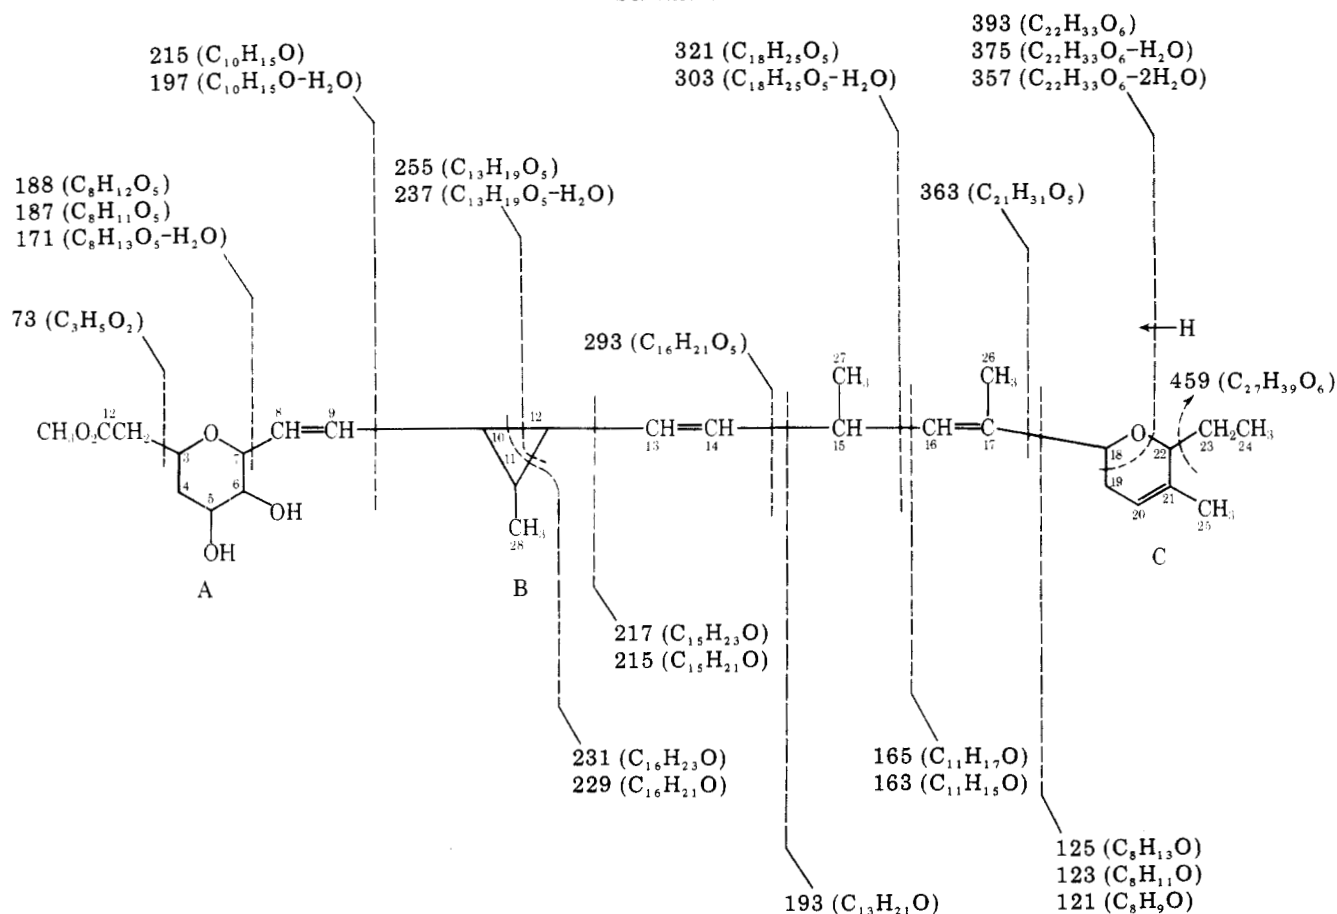 393 (C₂₂H₃₃O₆)
375 (C₂₂H₃₃O₆-H₂O)
357 (C₂₂H₃₃O₆-2H₂O)
215 (C₁₀H₁₅O)
197 (C₁₀H₁₅O-H₂O)
321 (C₁₈H₂₅O₅)
303 (C₁₈H₂₅O₅-H₂O)
255 (C₁₃H₁₉O₅)
237 (C₁₃H₁₉O₅-H₂O)
188 (C₈H₁₂O₅)
187 (C₈H₁₁O₅)
171 (C₈H₁₃O₅-H₂O)
363 (C₂₁H₃₁O₅)
73 (C₃H₅O₂)
293 (C₁₆H₂₁O₅)
H
459 (C₂₇H₃₉O₆)
27
CH₃
26
CH₃
CH₃O₂CCH₂
12
O
3
4
5
6
7
OH
OH
8 9
CH=CH
10
11
12
CH₃
28
CH=CH
13 14
CH
15
CH=C
16 17
O
18
19
20
21
22
CH₂CH₃
23 24
CH₃
25
A
B
C
217 (C₁₅H₂₃O)
215 (C₁₅H₂₁O)
231 (C₁₆H₂₃O)
229 (C₁₆H₂₁O)
165 (C₁₁H₁₇O)
163 (C₁₁H₁₅O)
125 (C₈H₁₃O)
123 (C₈H₁₁O)
121 (C₈H₉O)
193 (C₁₃H₂₁O)